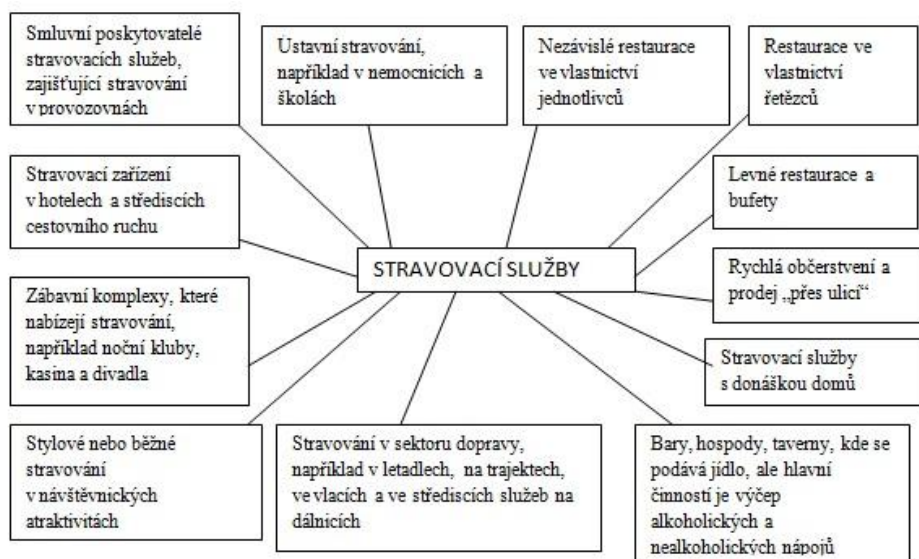 Smluvní poskytovatelé
stravovacích služeb,
zajišťující stravování
v provozovnách
Ústavní stravování,
například v nemocnicích a
školách
Nezávislé restaurace
ve vlastnictví
jednotlivců
Restaurace ve
vlastnictví
řetězců
Stravovací zařízení
v hotelech a střediscích
cestovního ruchu
Levné restaurace a
bufety
STRAVOVACÍ SLUŽBY
Rychlá občerstvení a
prodej „přes ulicí“
Zábavní komplexy, které
nabízejí stravování,
například noční kluby,
kasina a divadla
Stravovací služby
s donáškou domů
Stylové nebo běžné
stravování
v návštěvnických
atraktivitách
Stravování v sektoru dopravy,
například v letadlech, na trajektech,
ve vlacích a ve střediscích služeb na
dálnicích
Bary, hospody, taverny, kde se
podává jídlo, ale hlavní
činností je výčep
alkoholických a
nealkoholických nápojů